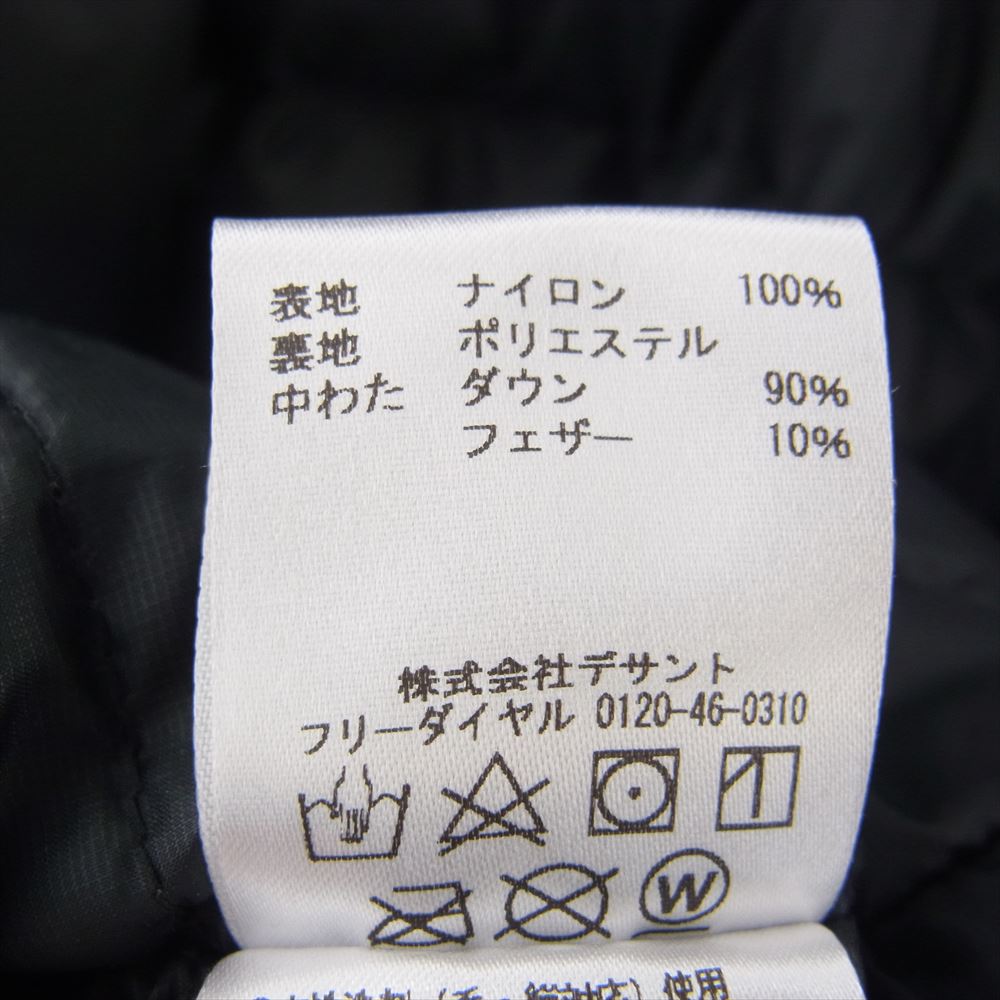 表地 ナイロン 100%
裏地 ポリエステル
中わた ダウン 90%
フェザー 10%
株式会社デサント
フリーダイヤル 0120-46-0310
W
使用